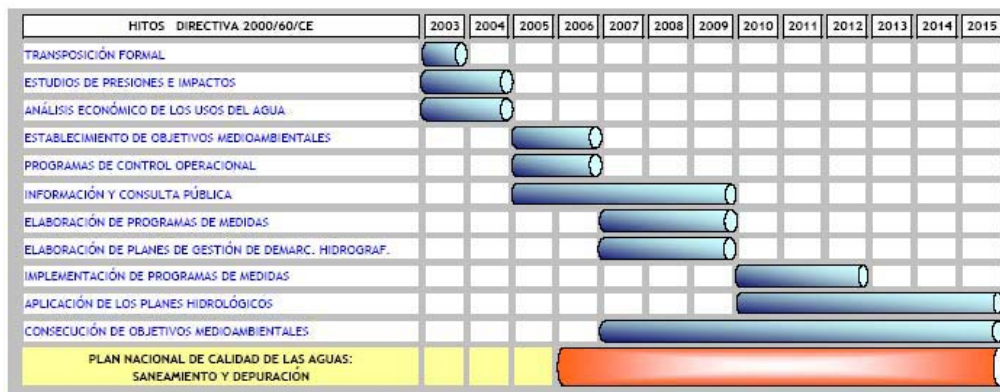 HITOS DIRECTIVA 2000/60/CE 2003 2004 2005 2006 2007 2008 2009 2010 2011 2012 2013 2014 2015
TRANSPOSICIÓN FORMAL
ESTUDIOS DE PRESIONES E IMPACTOS
ANÁLISIS ECONÓMICO DE LOS USOS DEL AGUA
ESTABLECIMIENTO DE OBJETIVOS MEDIOAMBIENTALES
PROGRAMAS DE CONTROL OPERACIONAL
INFORMACIÓN Y CONSULTA PÚBLICA
ELABORACIÓN DE PROGRAMAS DE MEDIDAS
ELABORACIÓN DE PLANES DE GESTIÓN DE DEMARC. HIDROGRAF.
IMPLEMENTACIÓN DE PROGRAMAS DE MEDIDAS
APLICACIÓN DE LOS PLANES HIDROLÓGICOS
CONSECUCIÓN DE OBJETIVOS MEDIOAMBIENTALES
PLAN NACIONAL DE CALIDAD DE LAS AGUAS:
SANEAMIENTO Y DEPURACIÓN